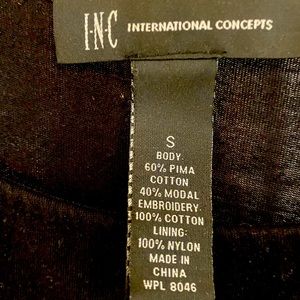 I·N·C INTERNATIONAL CONCEPTS
S
BODY
60% PIMA
COTTON
40% MODAL
EMBROIDERY:
100% COTTON
LINING:
100% NYLON
MADE IN
CHINA
WPL 8046